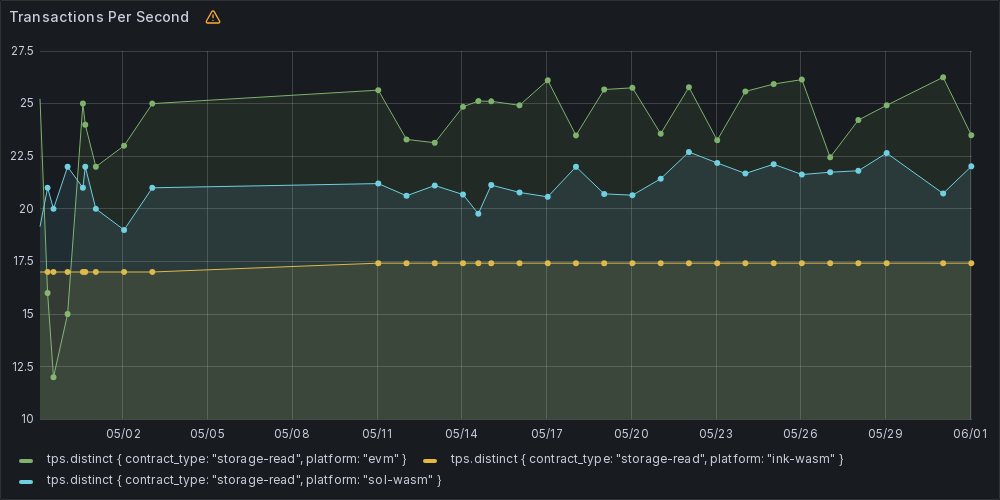 Transactions Per Second
27.5
25
22.5
20
17.5
15
12.5
10
05/02 05/05 05/08 05/11 05/14 05/17 05/20 05/23 05/26 05/29 06/01
tps.distinct { contract_type: "storage-read", platform: "evm" } tps.distinct { contract_type: "storage-read", platform: "ink-wasm" }
tps.distinct { contract_type: "storage-read", platform: "sol-wasm" }